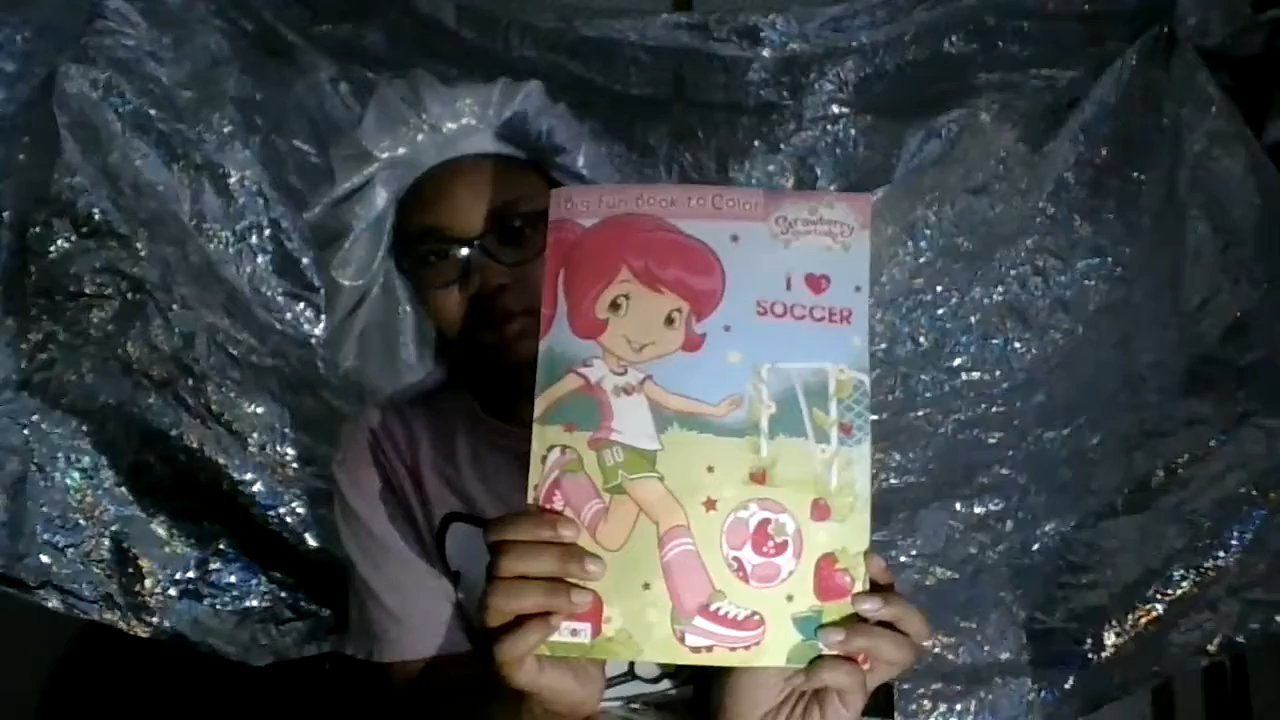 Big Fun Book to Color
Strawberry
Shortcake
I
SOCCER
80